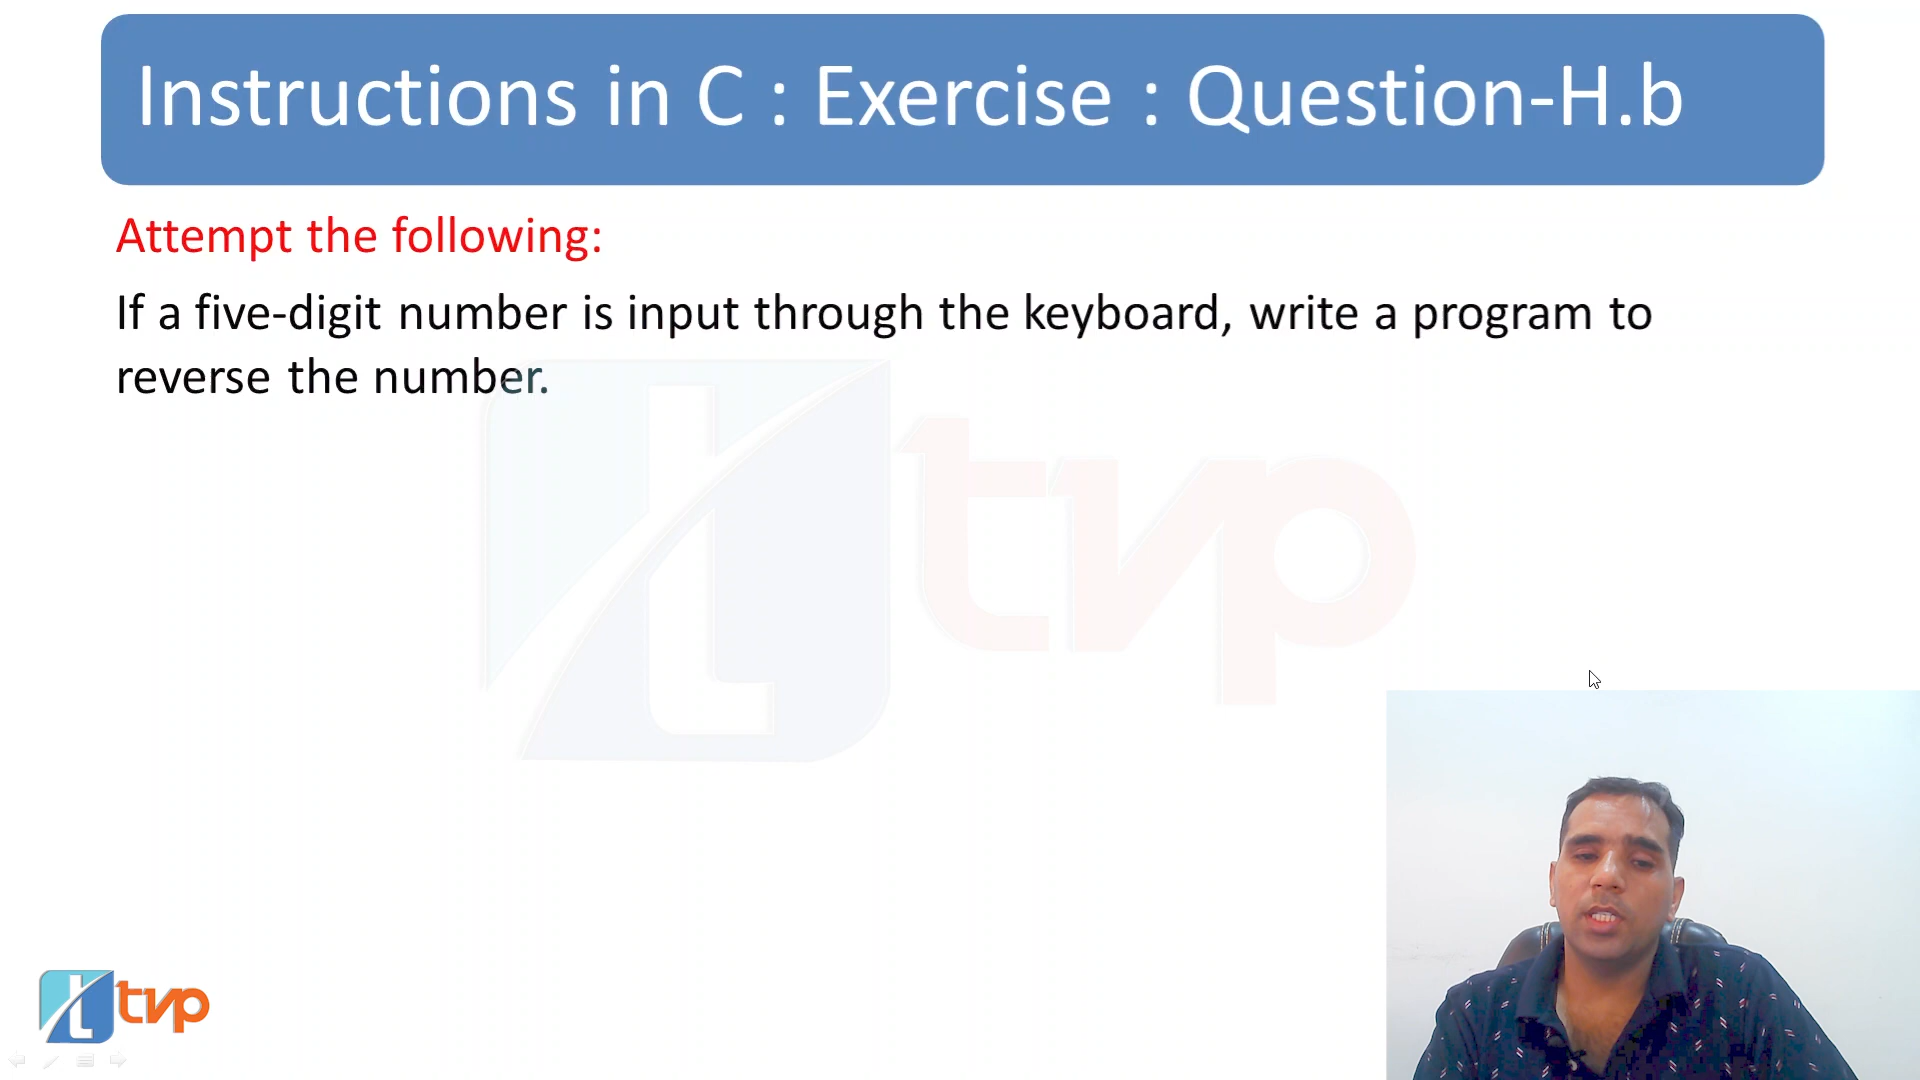 Instructions in C : Exercise : Question-H.b
Attempt the following:
If a five-digit number is input through the keyboard, write a program to
reverse the number.
t tvp
t tvp